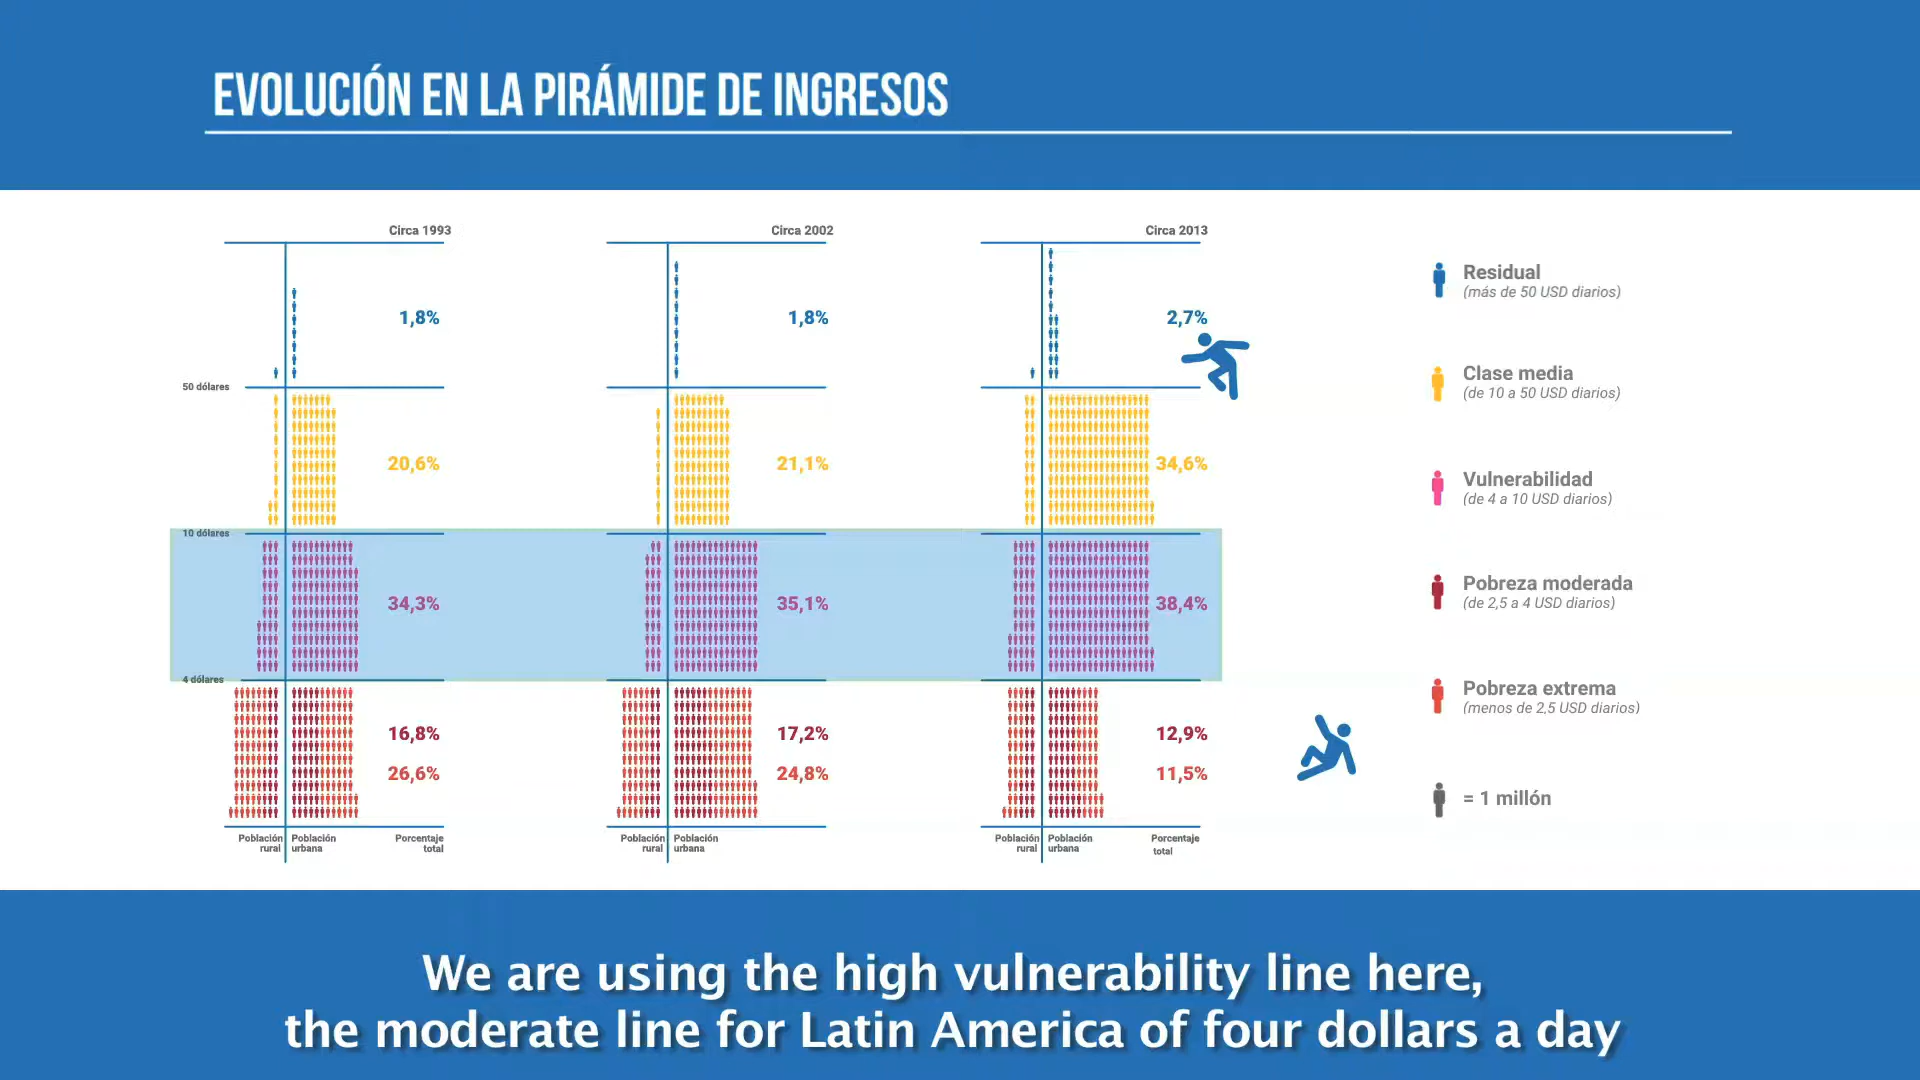 EVOLUCIÓN EN LA PIRÁMIDE DE INGRESOS
Circa 1993
Circa 2002
Circa 2013
1,8%
1,8%
2,7%
50 dólares
20,6%
21,1%
34,6%
10 dólares
34,3%
35,1%
38,4%
4 dólares
16,8%
17,2%
12,9%
26,6%
24,8%
11,5%
Población rural
Población urbana
Porcentaje total
Población rural
Población urbana
Población rural
Población urbana
Porcentaje total
Residual
(más de 50 USD diarios)
Clase media
(de 10 a 50 USD diarios)
Vulnerabilidad
(de 4 a 10 USD diarios)
Pobreza moderada
(de 2,5 a 4 USD diarios)
Pobreza extrema
(menos de 2,5 USD diarios)
= 1 millón
We are using the high vulnerability line here,
the moderate line for Latin America of four dollars a day